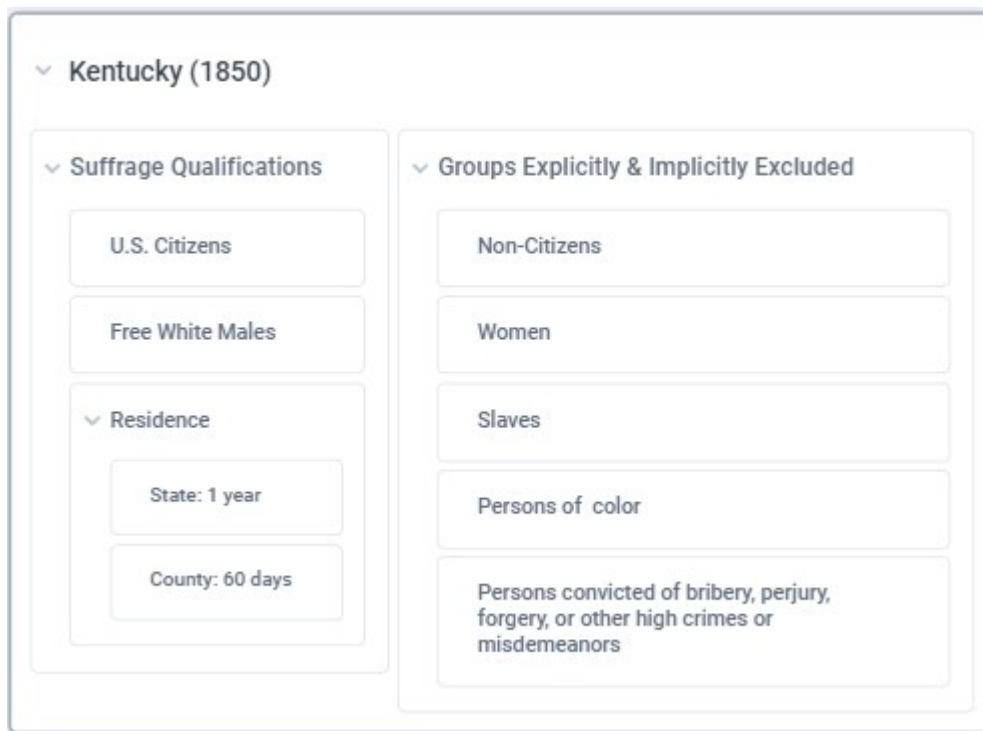 Kentucky (1850)
Suffrage Qualifications
U.S. Citizens
Free White Males
Residence
State: 1 year
County: 60 days
Groups Explicitly & Implicitly Excluded
Non-Citizens
Women
Slaves
Persons of color
Persons convicted of bribery, perjury,
forgery, or other high crimes or
misdemeanors